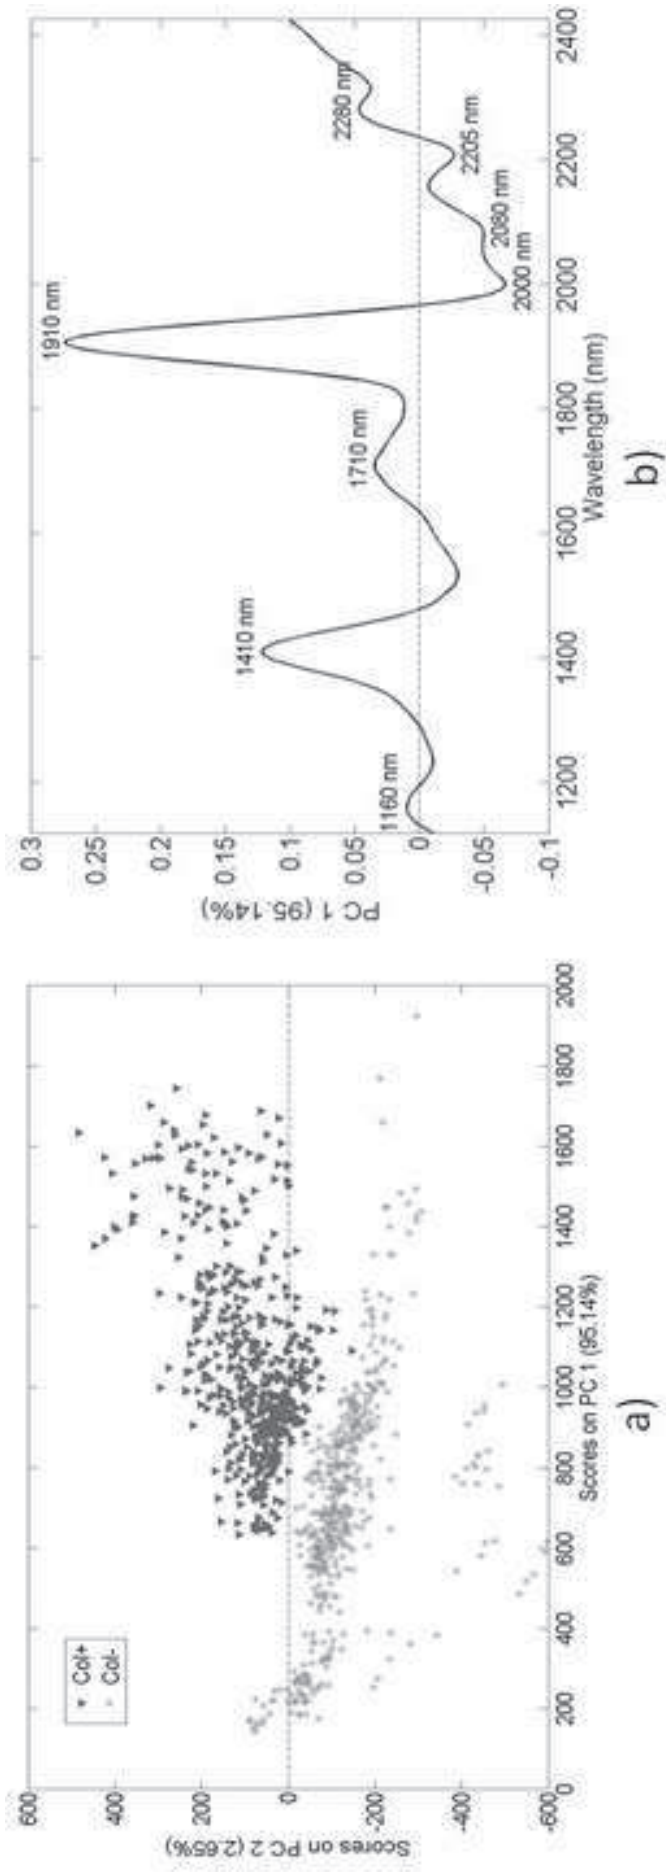 600
400
200
0
-200
-400
-600
Scores on PC 2 (2.65%)
Col+
Col-
0
200
400
600
800
1000
1200
1400
1600
1800
2000
Scores on PC 1 (95.14%)
a)
0.3
0.25
0.2
0.15
0.1
0.05
0
-0.05
-0.1
PC 1 (95.14%)
1160 nm
1410 nm
1710 nm
1910 nm
2000 nm
2080 nm
2205 nm
2280 nm
1200
1400
1600
1800
2000
2200
2400
Wavelength (nm)
b)